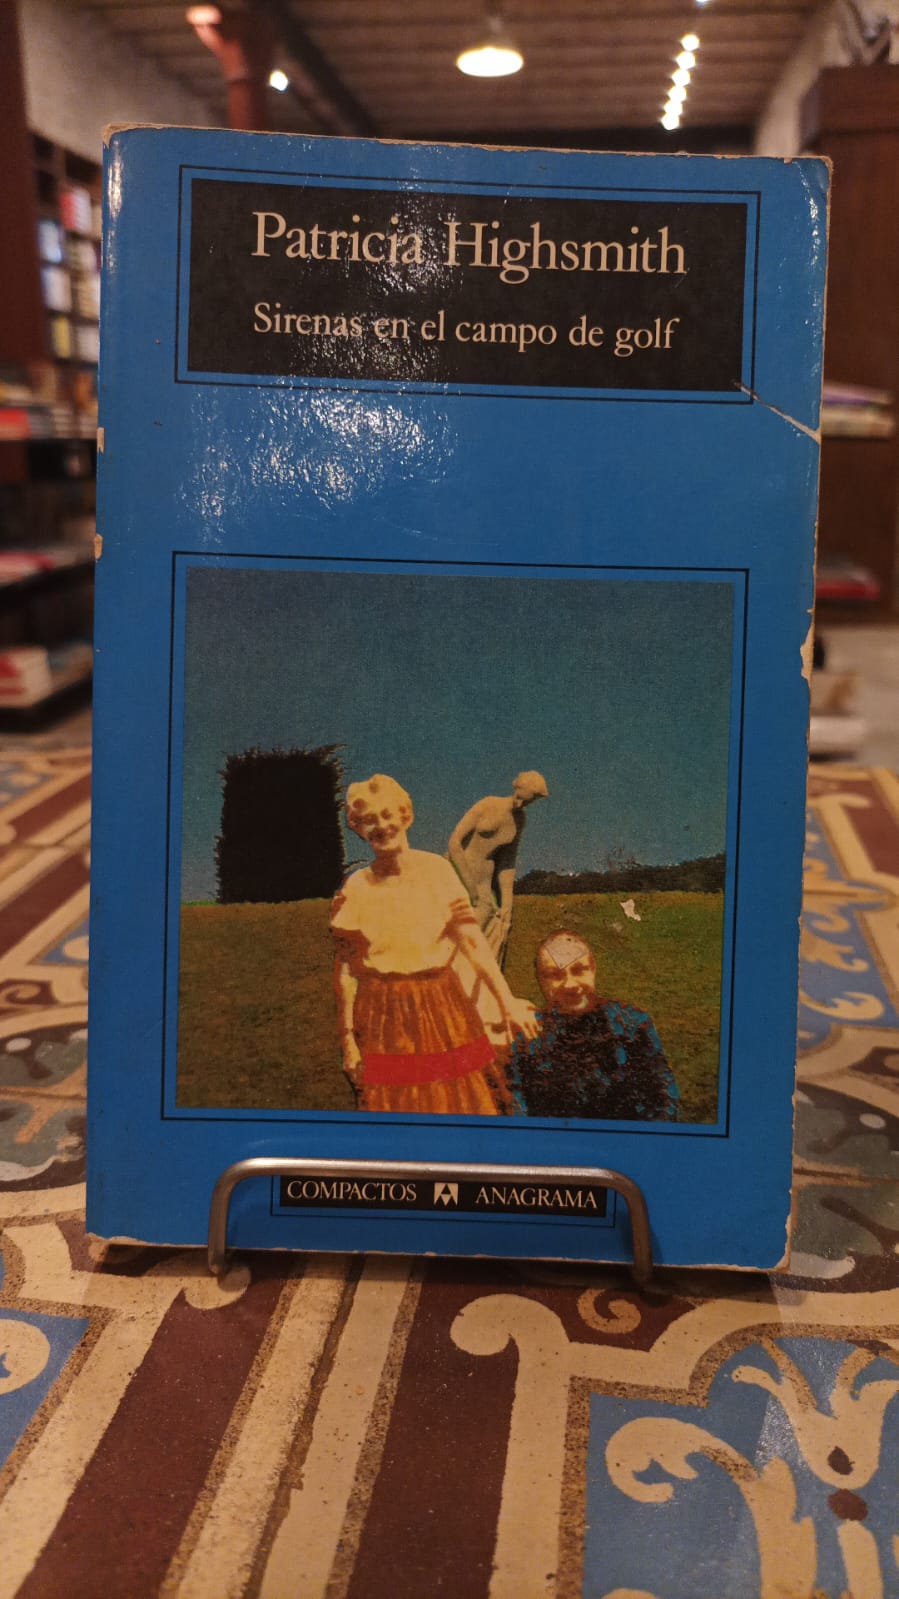 Patricia Highsmith
Sirenas en el campo de golf
COMPACTOS ANAGRAMA